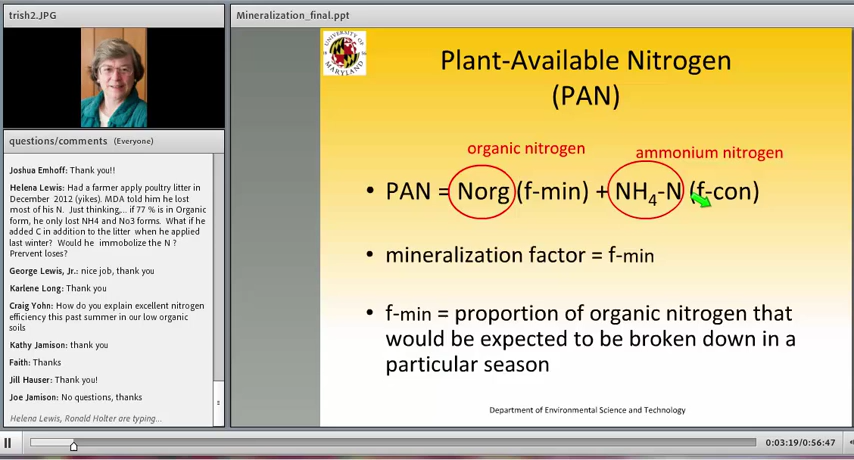 trish2.JPG
questions/comments (Everyone)
Joshua Emhoff: Thank you!!
Helena Lewis: Had a farmer apply poultry litter in
December 2012 (yikes). MDA told him he lost
most of his N. Just thinking,... if 77 % is in Organic
form, he only lost NH4 and No3 forms. What if he
added C in addition to the litter when he applied
last winter? Would he immobolize the N ?
Prervent loses?
George Lewis, Jr.: nice job, thank you
Karlene Long: Thank you
Craig Yohn: How do you explain excellent nitrogen
efficiency this past summer in our low organic
soils
Kathy Jamison: thank you
Faith: Thanks
Jill Hauser: Thank you!
Joe Jamison: No questions, thanks
Helena Lewis, Ronald Holter are typing...
Mineralization_final.ppt
UNIVERSITY OF
MARYLAND
Plant-Available Nitrogen
(PAN)
organic nitrogen
ammonium nitrogen
• PAN = Norg (f-min) + NH4-N (f-con)
• mineralization factor = f-min
• f-min = proportion of organic nitrogen that
would be expected to be broken down in a
particular season
Department of Environmental Science and Technology
0:03:19/0:56:47